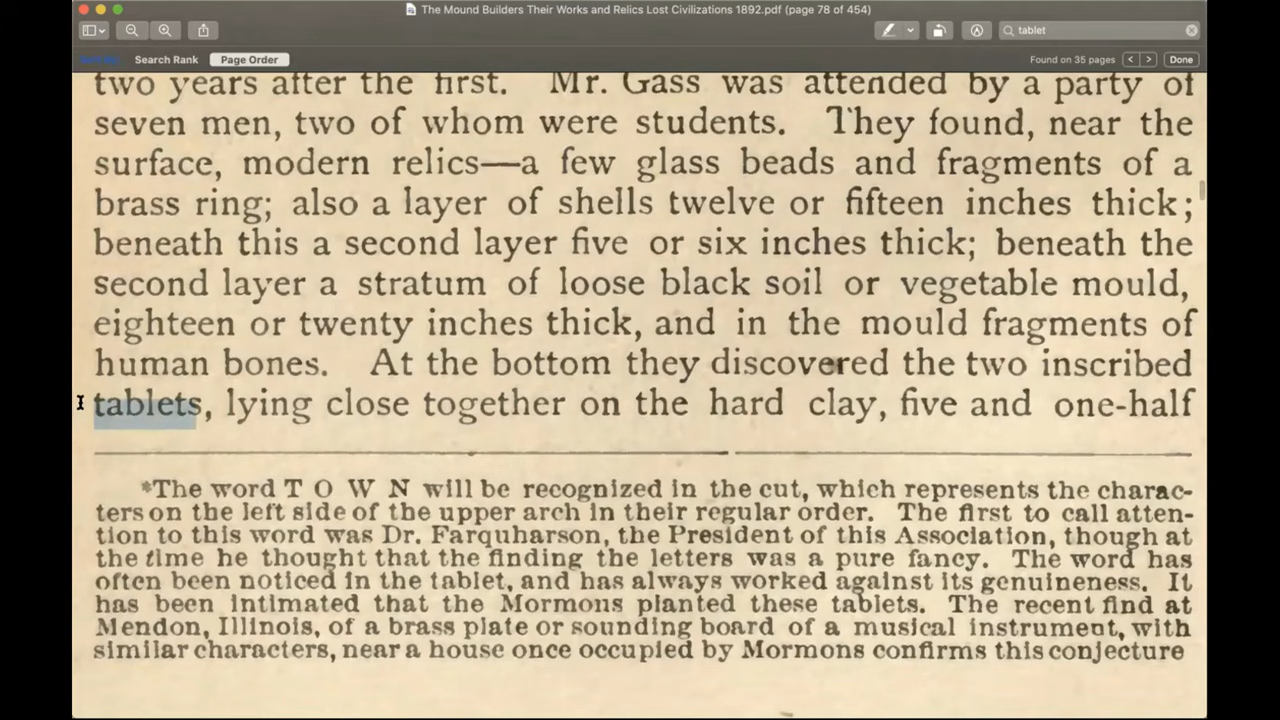 The Mound Builders Their Works and Relics Lost Civilizations 1892.pdf (page 78 of 454)
tablet
Search Rank Page Order Found on 35 pages < > Done
two years after the first. Mr. Gass was attended by a party of
seven men, two of whom were students. They found, near the
surface, modern relics—a few glass beads and fragments of a
brass ring; also a layer of shells twelve or fifteen inches thick;
beneath this a second layer five or six inches thick; beneath the
second layer a stratum of loose black soil or vegetable mould,
eighteen or twenty inches thick, and in the mould fragments of
human bones. At the bottom they discovered the two inscribed
tablets, lying close together on the hard clay, five and one-half
*The word T O W N will be recognized in the cut, which represents the charac-
ters on the left side of the upper arch in their regular order. The first to call atten-
tion to this word was Dr. Farquharson, the President of this Association, though at
the time he thought that the finding the letters was a pure fancy. The word has
often been noticed in the tablet, and has always worked against its genuineness. It
has been intimated that the Mormons planted these tablets. The recent find at
Mendon, Illinois, of a brass plate or sounding board of a musical instrument, with
similar characters, near a house once occupied by Mormons confirms this conjecture